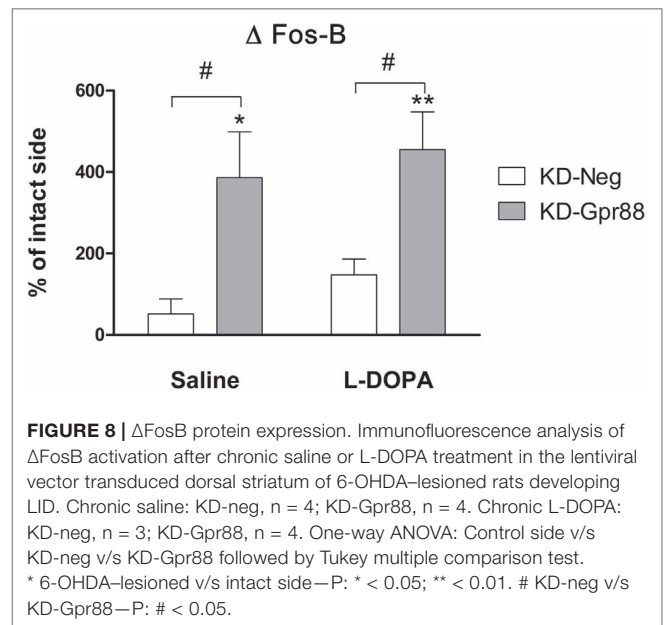 Δ Fos-B
#
#
*
**
600
400
200
0
% of intact side
KD-Neg
KD-Gpr88
Saline
L-DOPA
FIGURE 8 | ΔFosB protein expression. Immunofluorescence analysis of
ΔFosB activation after chronic saline or L-DOPA treatment in the lentiviral
vector transduced dorsal striatum of 6-OHDA–lesioned rats developing
LID. Chronic saline: KD-neg, n = 4; KD-Gpr88, n = 4. Chronic L-DOPA:
KD-neg, n = 3; KD-Gpr88, n = 4. One-way ANOVA: Control side v/s
KD-neg v/s KD-Gpr88 followed by Tukey multiple comparison test.
* 6-OHDA–lesioned v/s intact side—P: * < 0.05; ** < 0.01. # KD-neg v/s
KD-Gpr88—P: # < 0.05.